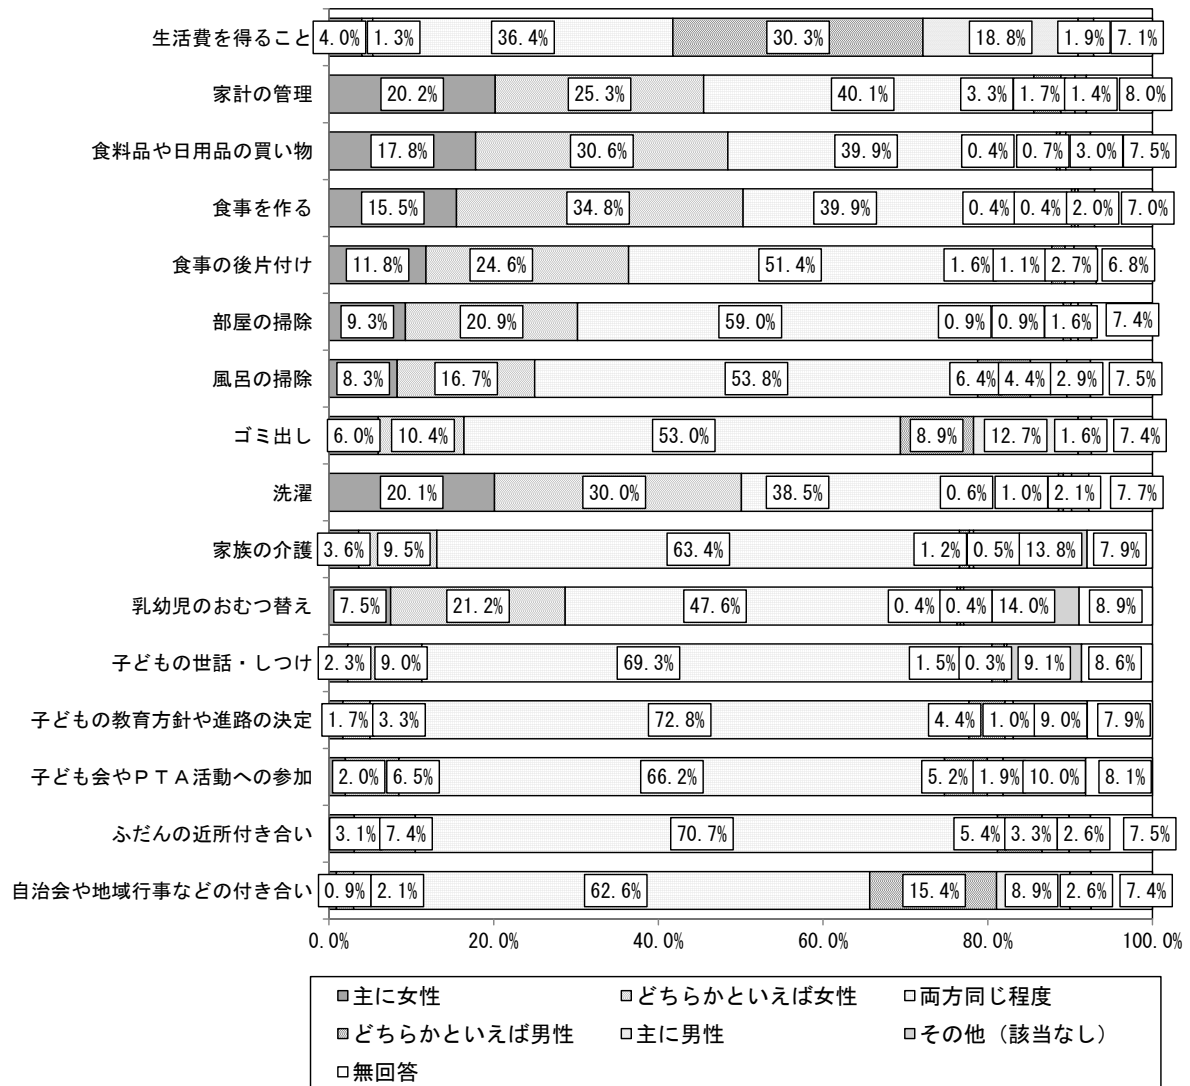 生活費を得ること 4.0% 1.3% 36.4% 30.3% 18.8% 1.9% 7.1%
家計の管理 20.2% 25.3% 40.1% 3.3% 1.7% 1.4% 8.0%
食料品や日用品の買い物 17.8% 30.6% 39.9% 0.4% 0.7% 3.0% 7.5%
食事を作る 15.5% 34.8% 39.9% 0.4% 0.4% 2.0% 7.0%
食事の後片付け 11.8% 24.6% 51.4% 1.6% 1.1% 2.7% 6.8%
部屋の掃除 9.3% 20.9% 59.0% 0.9% 0.9% 1.6% 7.4%
風呂の掃除 8.3% 16.7% 53.8% 6.4% 4.4% 2.9% 7.5%
ゴミ出し 6.0% 10.4% 53.0% 8.9% 12.7% 1.6% 7.4%
洗濯 20.1% 30.0% 38.5% 0.6% 1.0% 2.1% 7.7%
家族の介護 3.6% 9.5% 63.4% 1.2% 0.5% 13.8% 7.9%
乳幼児のおむつ替え 7.5% 21.2% 47.6% 0.4% 0.4% 14.0% 8.9%
子どもの世話・しつけ 2.3% 9.0% 69.3% 1.5% 0.3% 9.1% 8.6%
子どもの教育方針や進路の決定 1.7% 3.3% 72.8% 4.4% 1.0% 9.0% 7.9%
子ども会やＰＴＡ活動への参加 2.0% 6.5% 66.2% 5.2% 1.9% 10.0% 8.1%
ふだんの近所付き合い 3.1% 7.4% 70.7% 5.4% 3.3% 2.6% 7.5%
自治会や地域行事などの付き合い 0.9% 2.1% 62.6% 15.4% 8.9% 2.6% 7.4%
0.0% 20.0% 40.0% 60.0% 80.0% 100.0%
主に女性 どちらかといえば女性 両方同じ程度
どちらかといえば男性 主に男性 その他（該当なし）
無回答